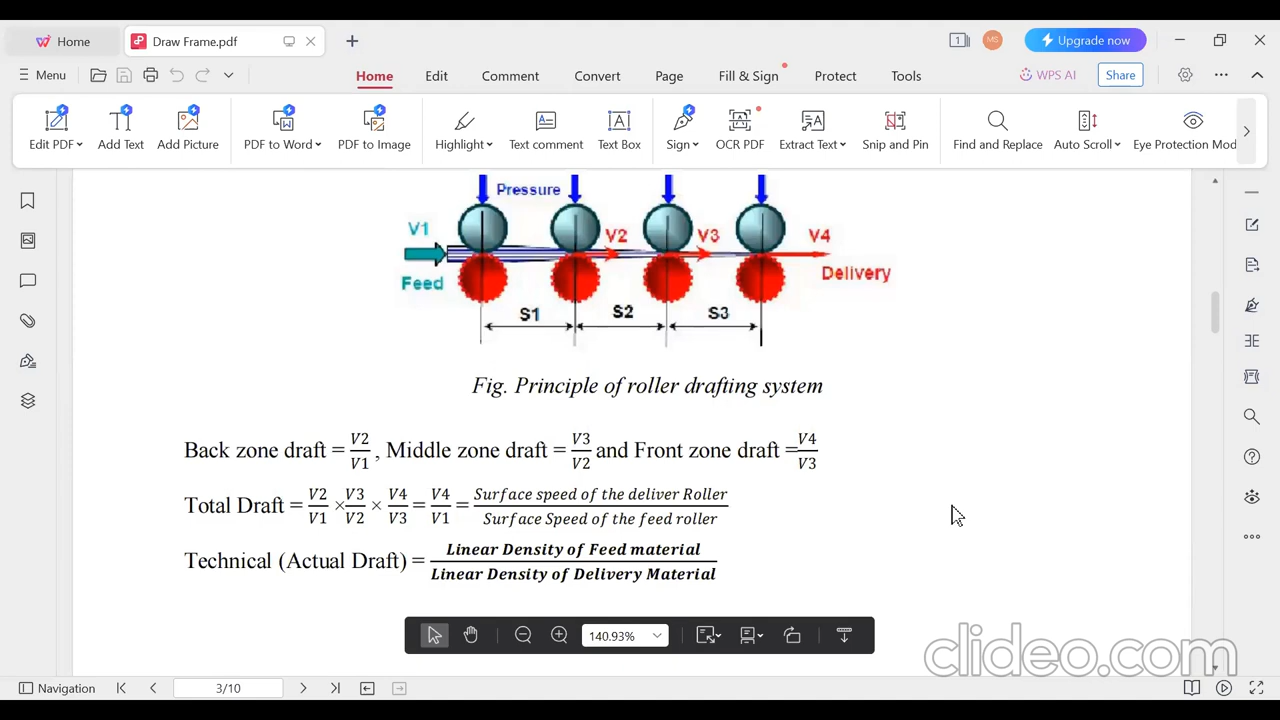 Home
Draw Frame.pdf
1
MS
Upgrade now
Menu
Home Edit Comment Convert Page Fill & Sign Protect Tools
WPS AI
Share
Edit PDF Add Text Add Picture PDF to Word PDF to Image Highlight Text comment Text Box Sign OCR PDF Extract Text Snip and Pin Find and Replace Auto Scroll Eye Protection Mod
Pressure
V1 V2 V3 V4
Feed Delivery
S1 S2 S3
Fig. Principle of roller drafting system
Back zone draft = V2/V1 , Middle zone draft = V3/V2 and Front zone draft = V4/V3
Total Draft = V2/V1 × V3/V2 × V4/V3 = V4/V1 = Surface speed of the deliver Roller/Surface Speed of the feed roller
Technical (Actual Draft) = Linear Density of Feed material/Linear Density of Delivery Material
140.93%
clideo.com
Navigation
3/10